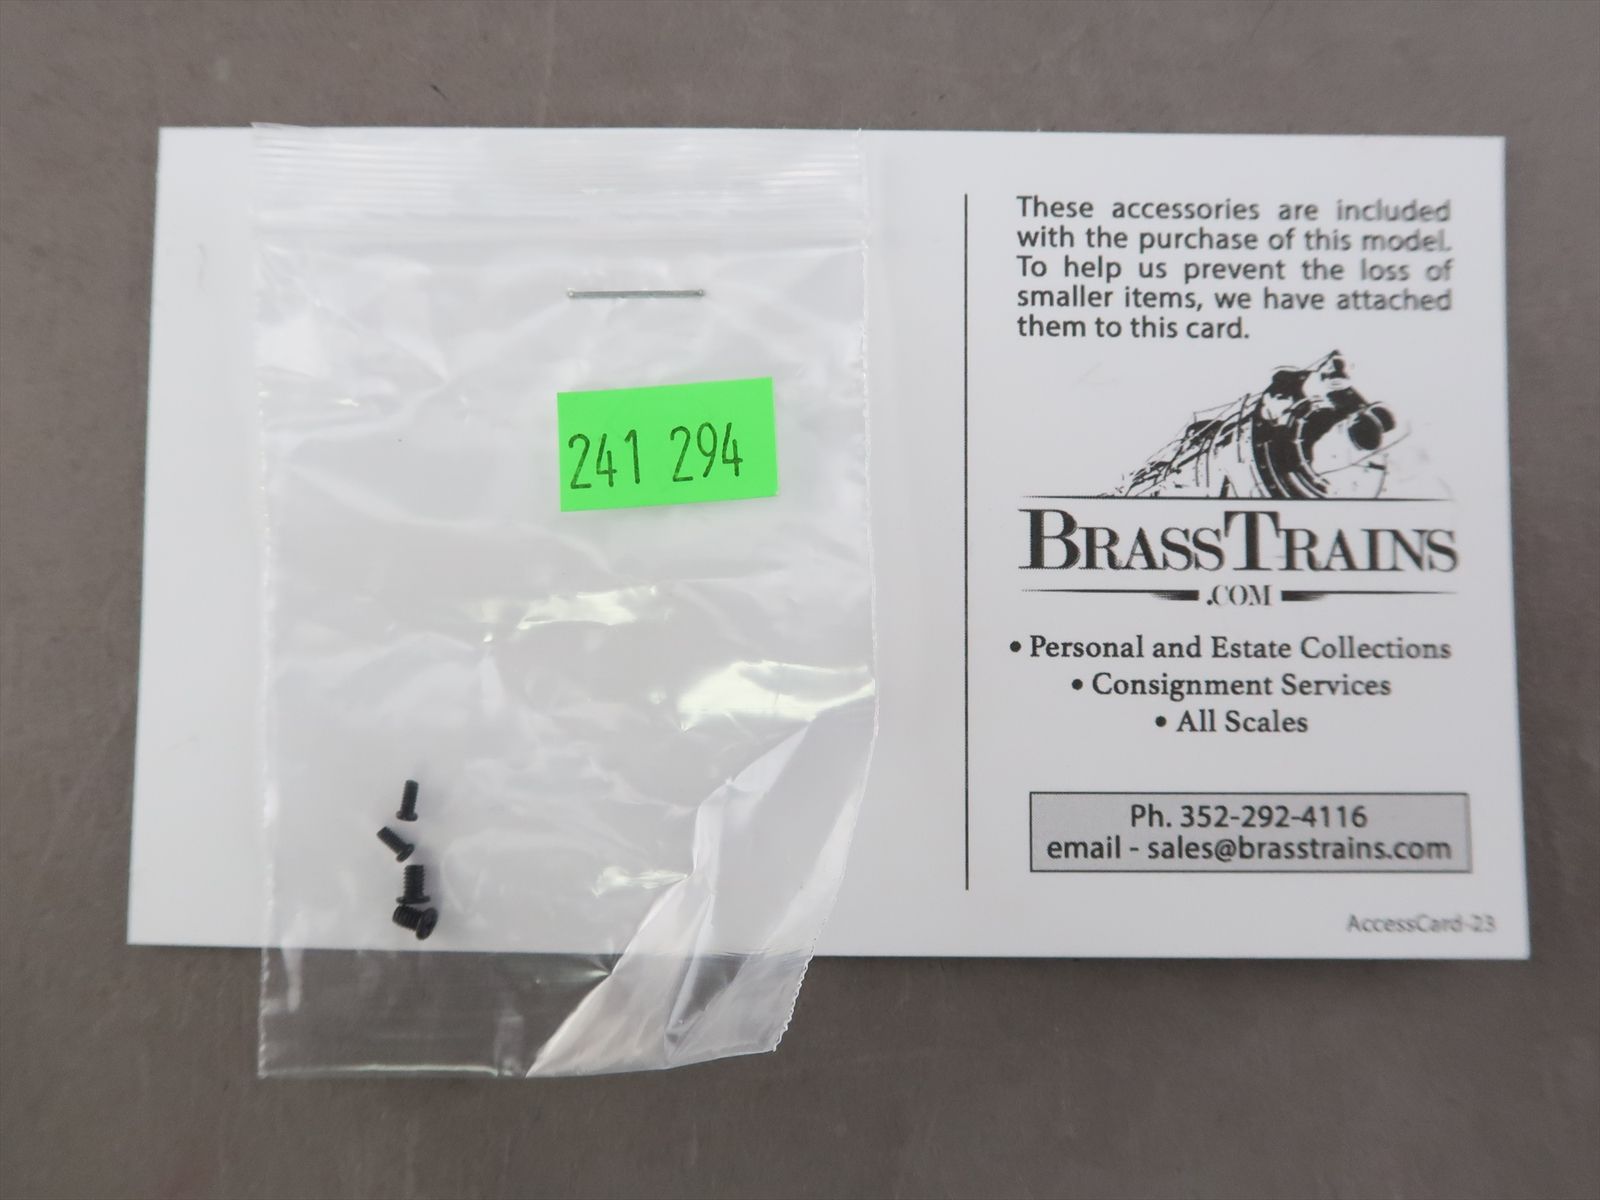 241 294
These accessories are included
with the purchase of this model.
To help us prevent the loss of
smaller items, we have attached
them to this card.
BRASSTRAINS
.COM
• Personal and Estate Collections
• Consignment Services
• All Scales
Ph. 352-292-4116
email - sales@brasstrains.com
AccessCard-23